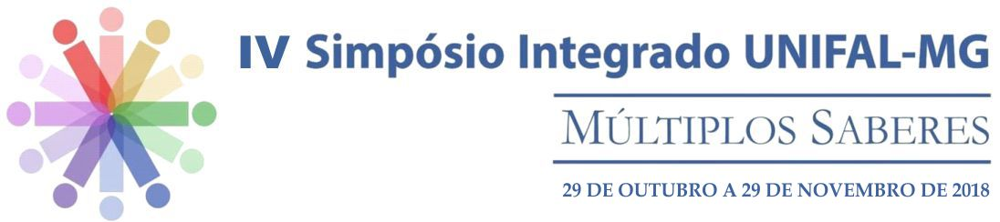 IV Simpósio Integrado UNIFAL-MG
MÚLTIPLOS SABERES
29 DE OUTUBRO A 29 DE NOVEMBRO DE 2018